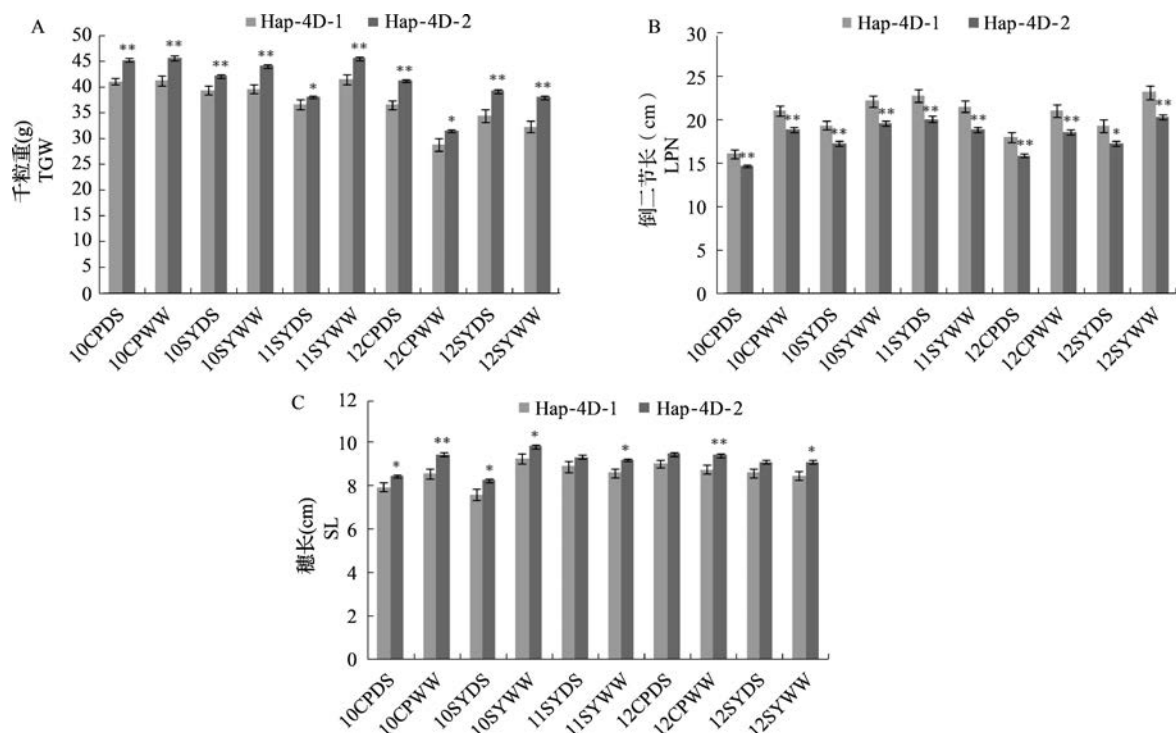 A
Hap-4D-1 Hap-4D-2
千粒重(g)
TGW
50
45
40
35
30
25
20
15
10
5
0
** ** ** ** * ** ** * ** **
10CPDS 10CPWW 10SYDS 10SYWW 11SYDS 11SYWW 12CPDS 12CPWW 12SYDS 12SYWW
B
Hap-4D-1 Hap-4D-2
倒二节长（cm）
LPN
30
25
20
15
10
5
0
** ** ** ** ** ** ** ** * **
10CPDS 10CPWW 10SYDS 10SYWW 11SYDS 11SYWW 12CPDS 12CPWW 12SYDS 12SYWW
C
Hap-4D-1 Hap-4D-2
穗长(cm)
SL
12
10
8
6
4
2
0
* ** * * * ** *
10CPDS 10CPWW 10SYDS 10SYWW 11SYDS 11SYWW 12CPDS 12CPWW 12SYDS 12SYWW